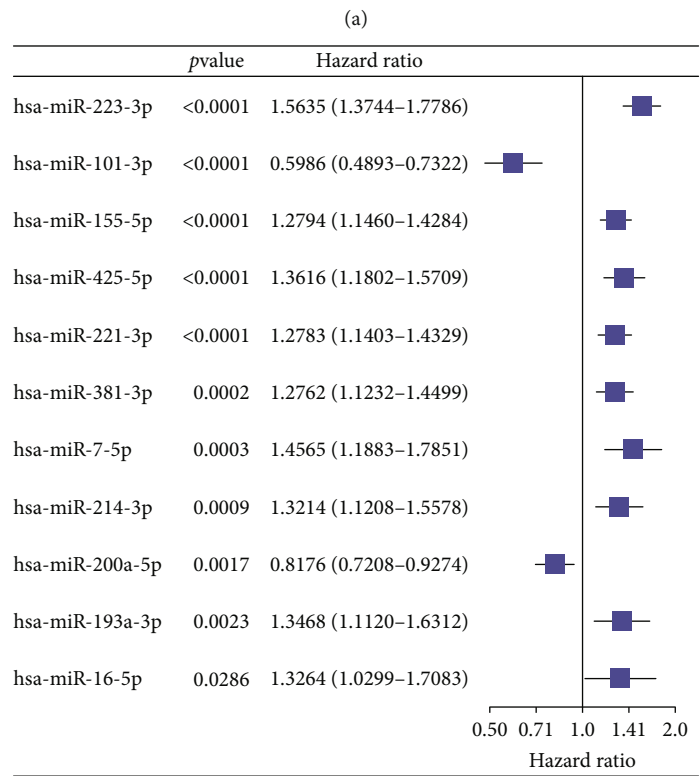 (a)
pvalue Hazard ratio
hsa-miR-223-3p <0.0001 1.5635 (1.3744–1.7786)
hsa-miR-101-3p <0.0001 0.5986 (0.4893–0.7322)
hsa-miR-155-5p <0.0001 1.2794 (1.1460–1.4284)
hsa-miR-425-5p <0.0001 1.3616 (1.1802–1.5709)
hsa-miR-221-3p <0.0001 1.2783 (1.1403–1.4329)
hsa-miR-381-3p 0.0002 1.2762 (1.1232–1.4499)
hsa-miR-7-5p 0.0003 1.4565 (1.1883–1.7851)
hsa-miR-214-3p 0.0009 1.3214 (1.1208–1.5578)
hsa-miR-200a-5p 0.0017 0.8176 (0.7208–0.9274)
hsa-miR-193a-3p 0.0023 1.3468 (1.1120–1.6312)
hsa-miR-16-5p 0.0286 1.3264 (1.0299–1.7083)
0.50 0.71 1.0 1.41 2.0
Hazard ratio